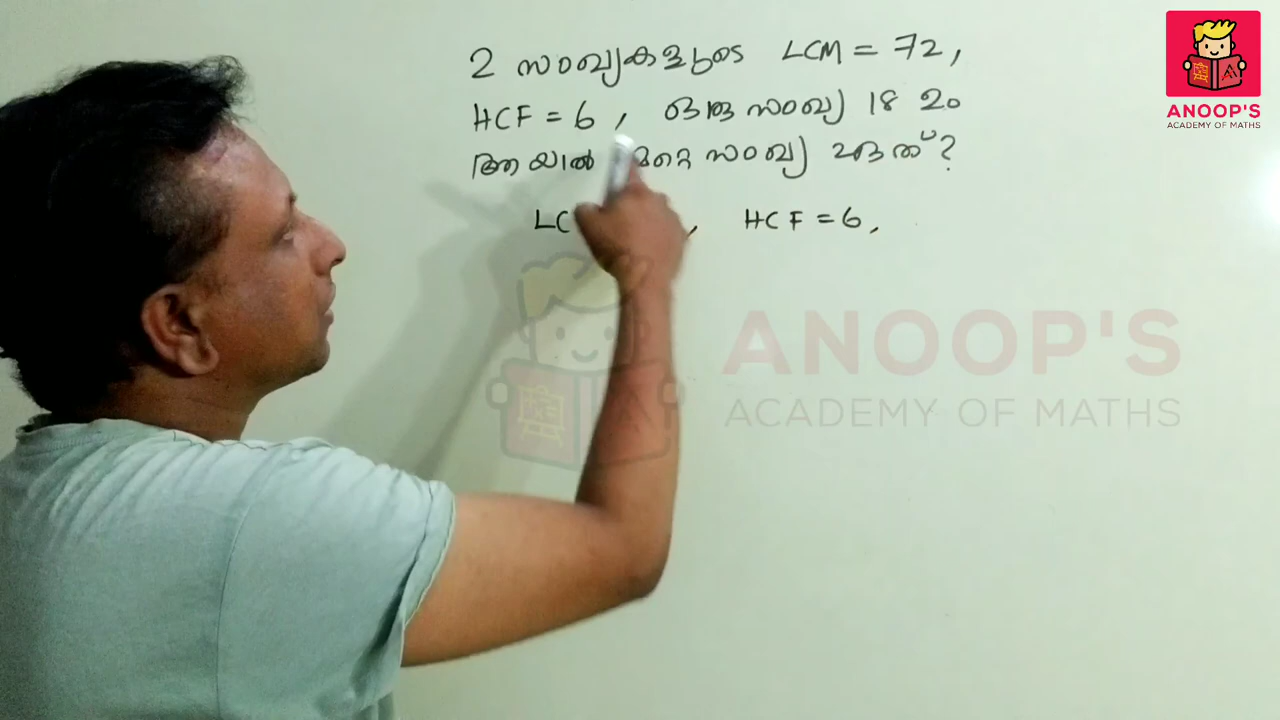 2 സംഖ്യകളുടെ LCM = 72,
HCF = 6, ഒരു സംഖ്യ 18 ഉം
ആയാൽ മറ്റെ സംഖ്യ ഏത്?
LC , HCF = 6,
ANOOP'S
ACADEMY OF MATHS
ANOOP'S
ACADEMY OF MATHS